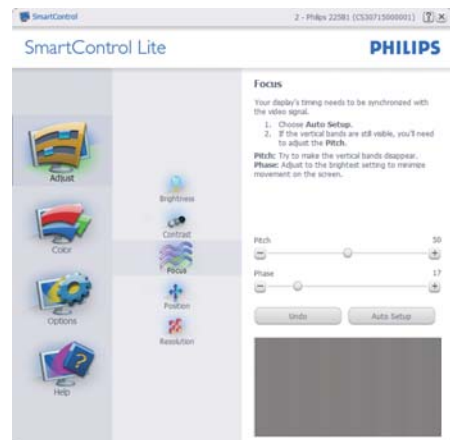 SmartControl
2 - Philips 225B1 (CS30715000001)
SmartControl Lite
PHILIPS
Adjust
Color
Options
Help
Brightness
Contrast
Focus
Position
Resolution
Focus
Your display's timing needs to be synchronized with
the video signal.
1. Choose Auto Setup.
2. If the vertical bands are still visible, you'll need
to adjust the Pitch.
Pitch: Try to make the vertical bands disappear.
Phase: Adjust to the brightest setting to minimize
movement on the screen.
Pitch 50
Phase 17
Undo Auto Setup